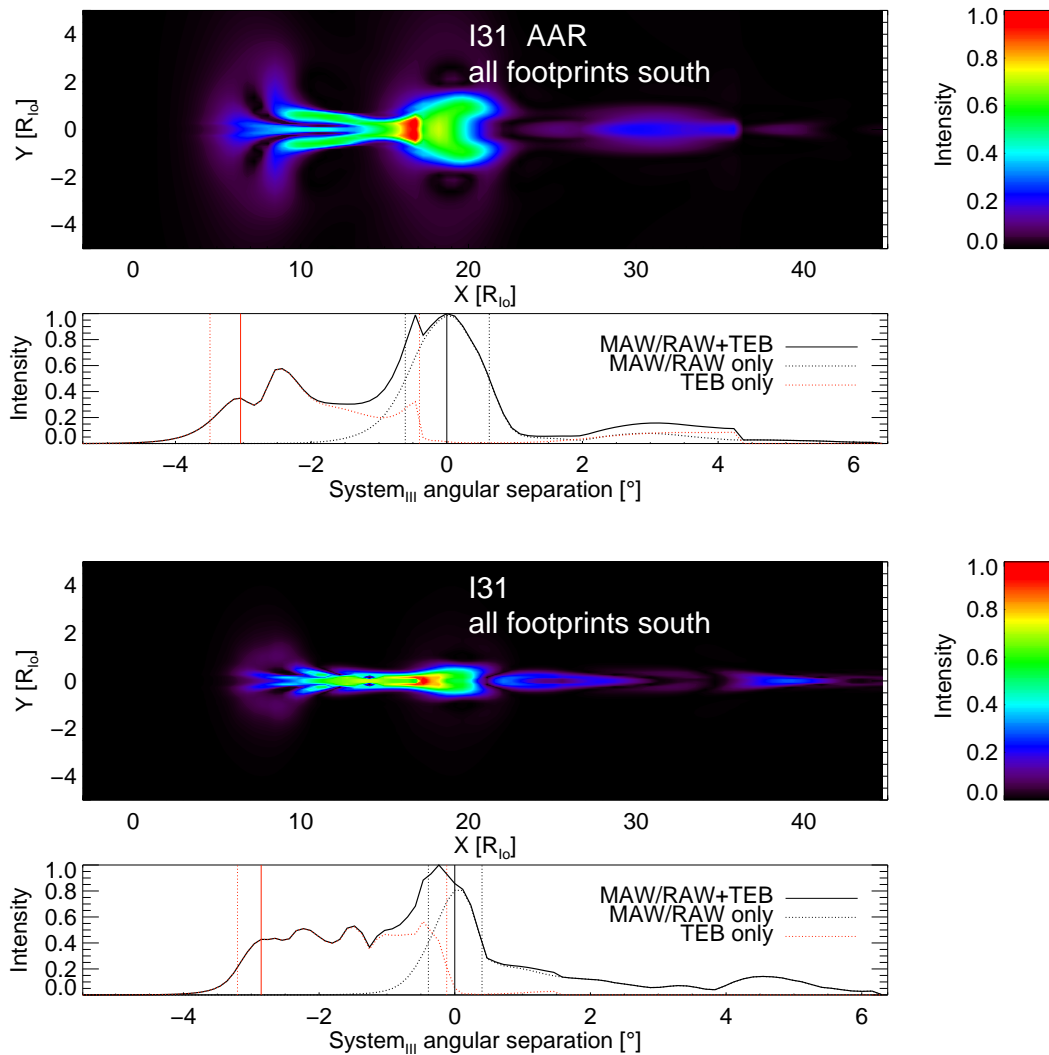 I31 AAR
all footprints south
Y [R_Io]
4
2
0
−2
−4
0 10 20 30 40
X [R_Io]
Intensity
1.0
0.8
0.6
0.4
0.2
0.0
Intensity
1.0
0.8
0.6
0.4
0.2
0.0
MAW/RAW+TEB
MAW/RAW only
TEB only
−4 −2 0 2 4 6
System_III angular separation [°]
I31
all footprints south
Y [R_Io]
4
2
0
−2
−4
0 10 20 30 40
X [R_Io]
Intensity
1.0
0.8
0.6
0.4
0.2
0.0
Intensity
1.0
0.8
0.6
0.4
0.2
0.0
MAW/RAW+TEB
MAW/RAW only
TEB only
−4 −2 0 2 4 6
System_III angular separation [°]